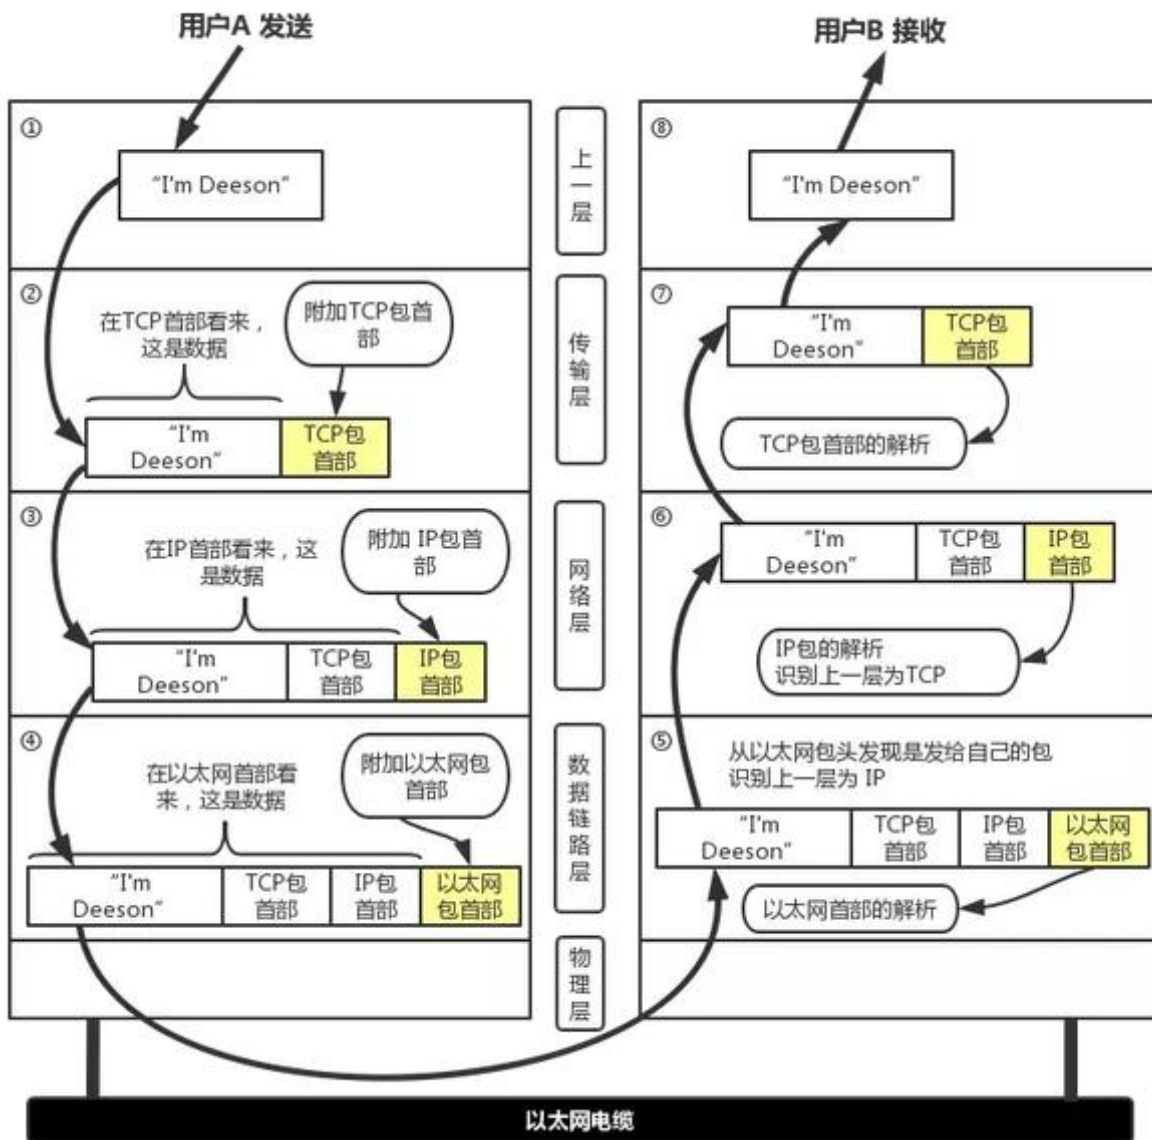 用户A 发送
①
"I'm Deeson"
②
在TCP首部看来，
这是数据
附加TCP包首
部
"I'm
Deeson"
TCP包
首部
③
在IP首部看来，这
是数据
附加 IP包首
部
"I'm
Deeson"
TCP包
首部
IP包
首部
④
在以太网首部看
来，这是数据
附加以太网包
首部
"I'm
Deeson"
TCP包
首部
IP包
首部
以太网
包首部
上一层
传输层
网络层
数据链路层
物理层
用户B 接收
⑧
"I'm Deeson"
⑦
"I'm
Deeson"
TCP包
首部
TCP包首部的解析
⑥
"I'm
Deeson"
TCP包
首部
IP包
首部
IP包的解析
识别上一层为TCP
⑤
从以太网包头发现是发给自己的包
识别上一层为 IP
"I'm
Deeson"
TCP包
首部
IP包
首部
以太网
包首部
以太网首部的解析
以太网电缆